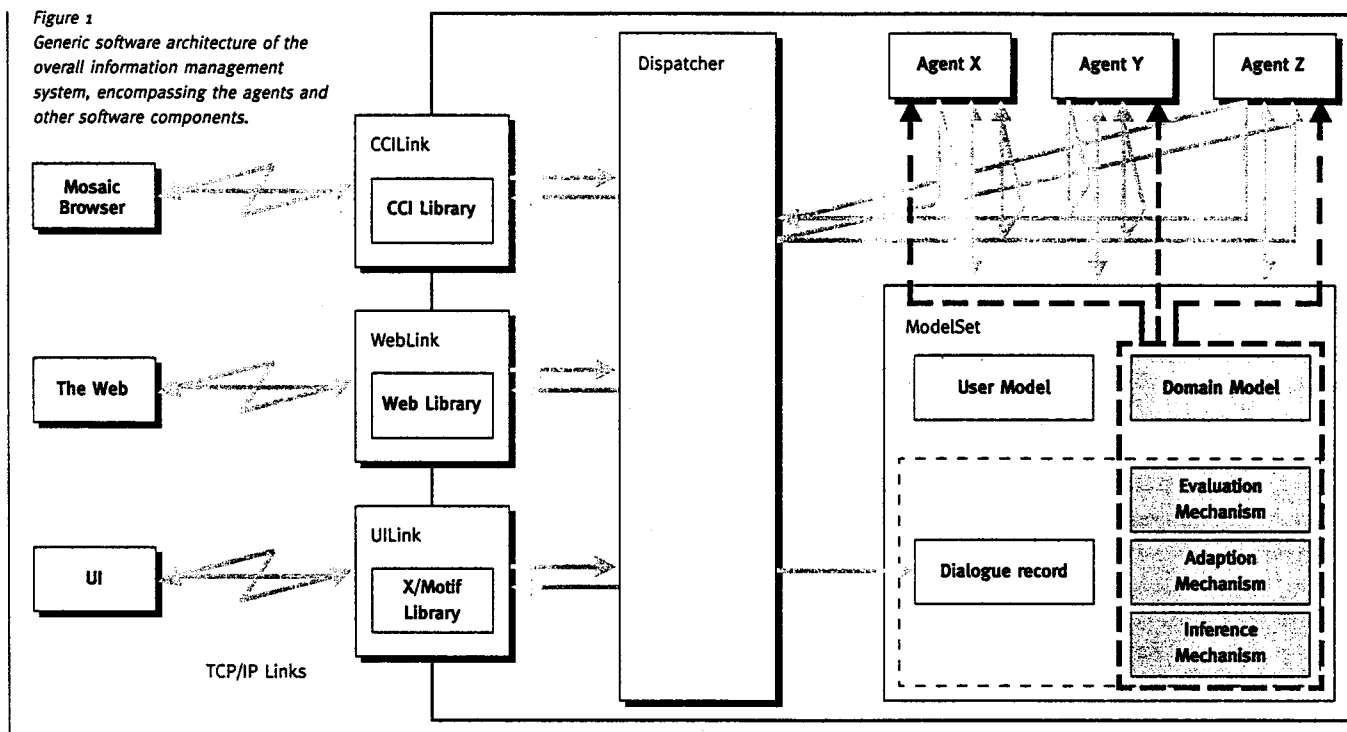 Figure 1
Generic software architecture of the
overall information management
system, encompassing the agents and
other software components.
Mosaic
Browser
The Web
UI
TCP/IP Links
CCILink
CCI Library
WebLink
Web Library
UILink
X/Motif
Library
Dispatcher
Agent X
Agent Y
Agent Z
ModelSet
User Model
Domain Model
Evaluation
Mechanism
Dialogue record
Adaption
Mechanism
Inference
Mechanism